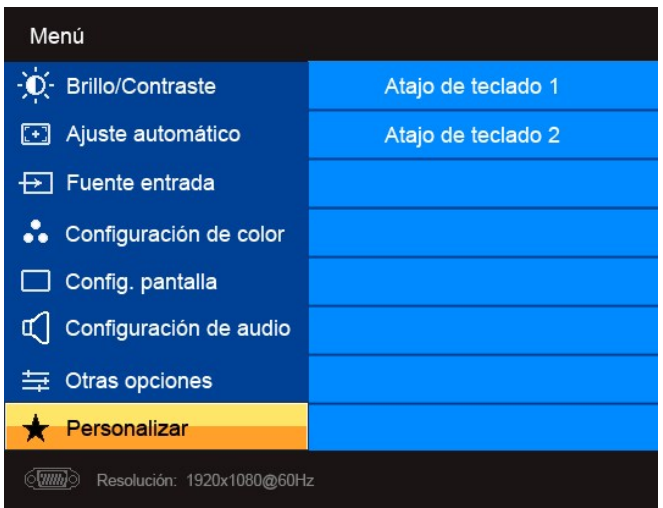 Menú
Brillo/Contraste
Atajo de teclado 1
Ajuste automático
Atajo de teclado 2
Fuente entrada
Configuración de color
Config. pantalla
Configuración de audio
Otras opciones
Personalizar
Resolución: 1920x1080@60Hz